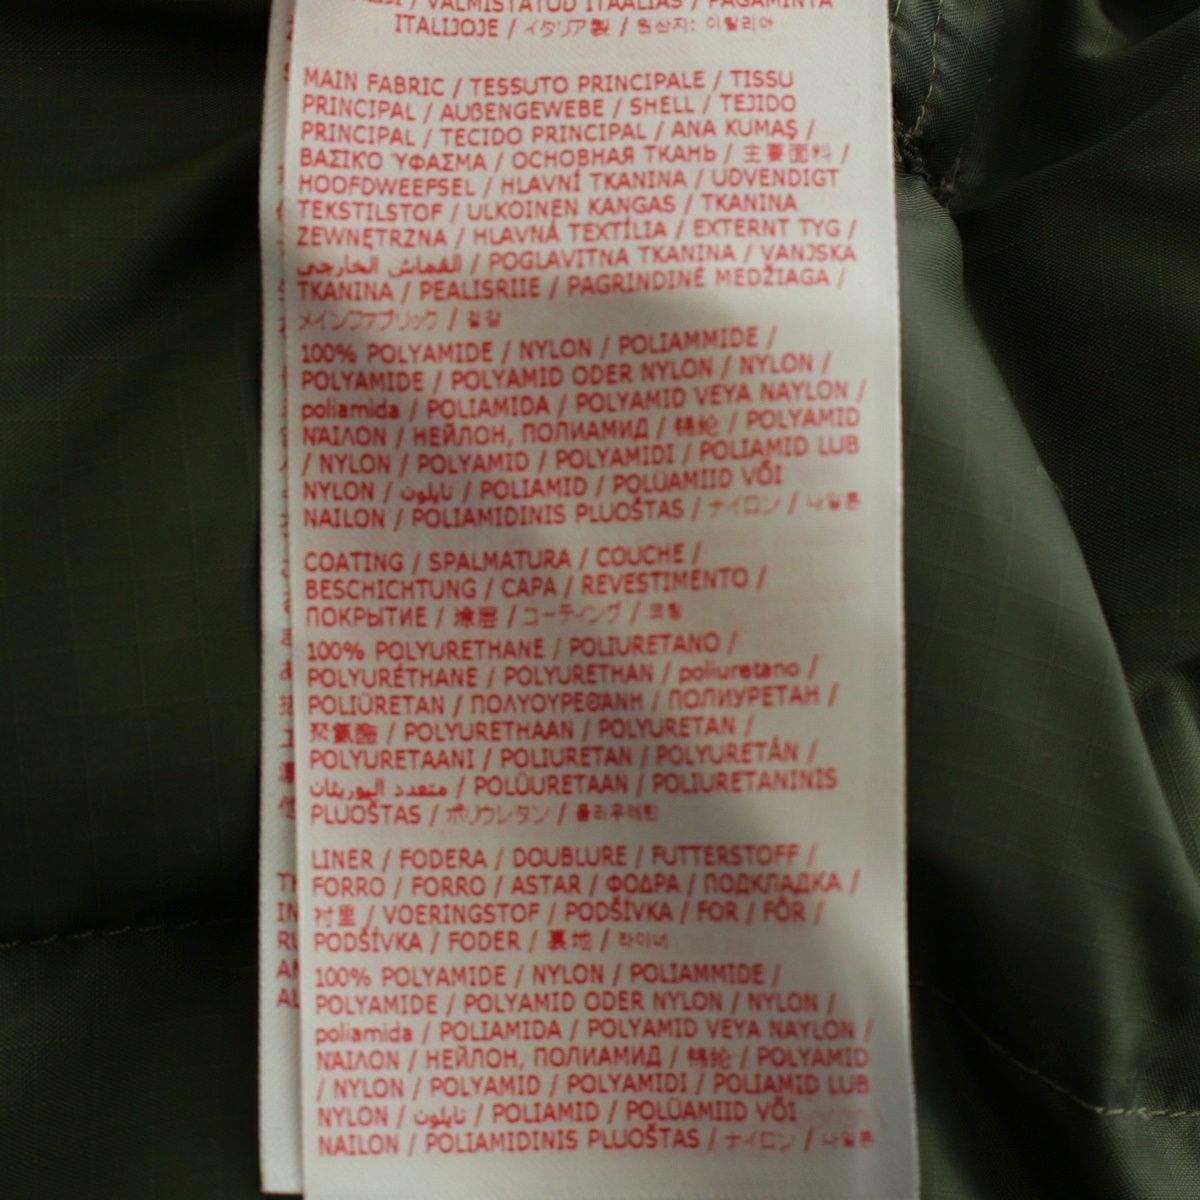 VALMISTATUD ITAALIAS / PAGAMINTA
ITALIJOJE / イタリア製 / 원산지: 이탈리아
MAIN FABRIC / TESSUTO PRINCIPALE / TISSU
PRINCIPAL / AUßENGEWEBE / SHELL / TEJIDO
PRINCIPAL / TECIDO PRINCIPAL / ANA KUMAŞ /
ΒΑΣΙΚΌ ΎΦΑΣΜΑ / ОСНОВНАЯ ТКАНЬ / 主要面料 /
HOOFDWEEFSEL / HLAVNÍ TKANINA / UDVENDIGT
TEKSTILSTOF / ULKOINEN KANGAS / TKANINA
ZEWNĘTRZNA / HLAVNÁ TEXTÍLIA / EXTERNT TYG /
القماش الخارجي / POGLAVITNA TKANINA / VANJSKA
TKANINA / PEALISRIIE / PAGRINDINĖ MEDŽIAGA /
メインファブリック / 겉감
100% POLYAMIDE / NYLON / POLIAMMIDE /
POLYAMIDE / POLYAMID ODER NYLON / NYLON /
poliamida / POLIAMIDA / POLYAMID VEYA NAYLON /
ΝΆΙΛΟΝ / НЕЙЛОН, ПОЛИАМИД / 锦纶 / POLYAMID
/ NYLON / POLYAMID / POLYAMIDI / POLIAMID LUB
NYLON / نايلون / POLIAMID / POLÜAMIID VÕI
NAILON / POLIAMIDINIS PLUOŠTAS / ナイロン / 나일론
COATING / SPALMATURA / COUCHE /
BESCHICHTUNG / CAPA / REVESTIMENTO /
ПОКРЫТИЕ / 涂层 / コーティング / 코팅
100% POLYURETHANE / POLIURETANO /
POLYURÉTHANE / POLYURETHAN / poliuretano /
POLIÜRETAN / ΠΟΛΥΟΥΡΕΘΆΝΗ / ПОЛИУРЕТАН /
聚氨酯 / POLYURETHAAN / POLYURETAN /
POLYURETAANI / POLIURETAN / POLYURETÁN /
متعدد اليوريثان / POLÜURETAAN / POLIURETANINIS
PLUOŠTAS / ポリウレタン / 폴리우레탄
LINER / FODERA / DOUBLURE / FUTTERSTOFF /
FORRO / FORRO / ASTAR / ΦΟΔΡΑ / ПОДКЛАДКА /
衬里 / VOERINGSTOF / PODŠÍVKA / FOR / FÔR /
PODŠÍVKA / FODER / 裏地 / 라이너
100% POLYAMIDE / NYLON / POLIAMMIDE /
POLYAMIDE / POLYAMID ODER NYLON / NYLON /
poliamida / POLIAMIDA / POLYAMID VEYA NAYLON /
ΝΆΙΛΟΝ / НЕЙЛОН, ПОЛИАМИД / 锦纶 / POLYAMID
/ NYLON / POLYAMID / POLYAMIDI / POLIAMID LUB
NYLON / نايلون / POLIAMID / POLÜAMIID VÕI
NAILON / POLIAMIDINIS PLUOŠTAS / ナイロン / 나일론